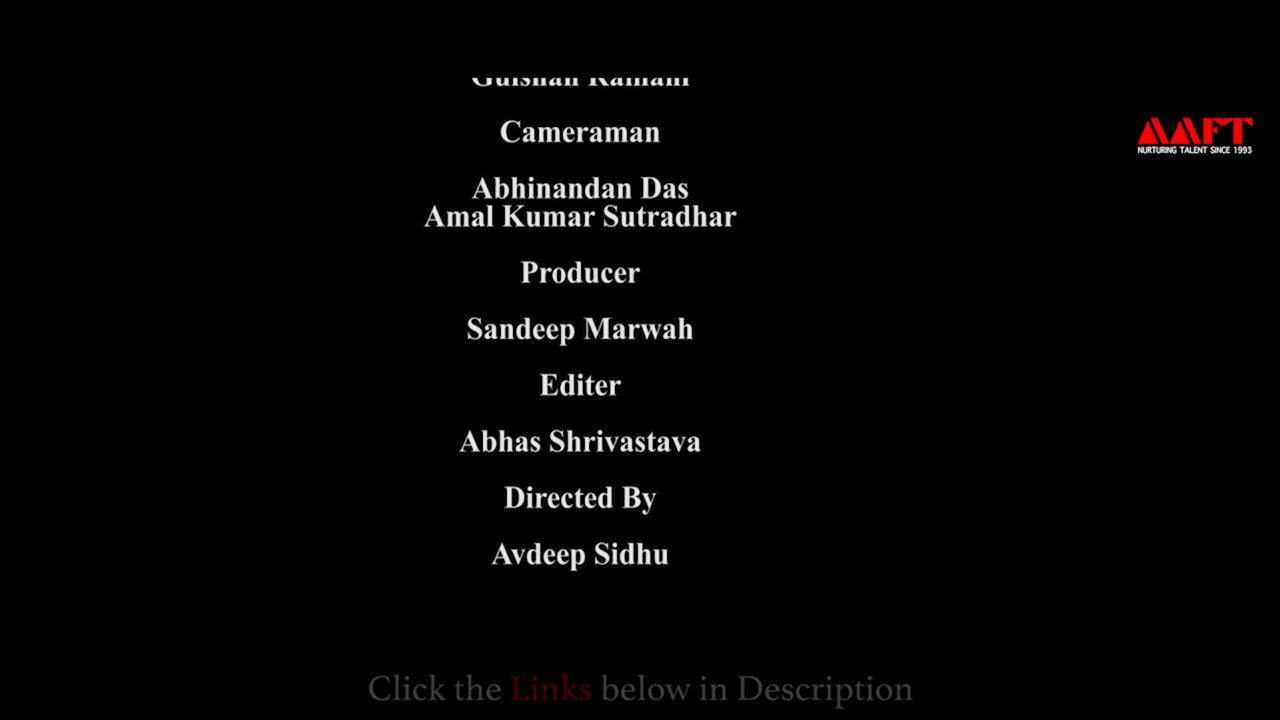 Cameraman
Abhinandan Das
Amal Kumar Sutradhar
Producer
Sandeep Marwah
Editer
Abhas Shrivastava
Directed By
Avdeep Sidhu
AAFT
NURTURING TALENT SINCE 1993
Click the Links below in Description